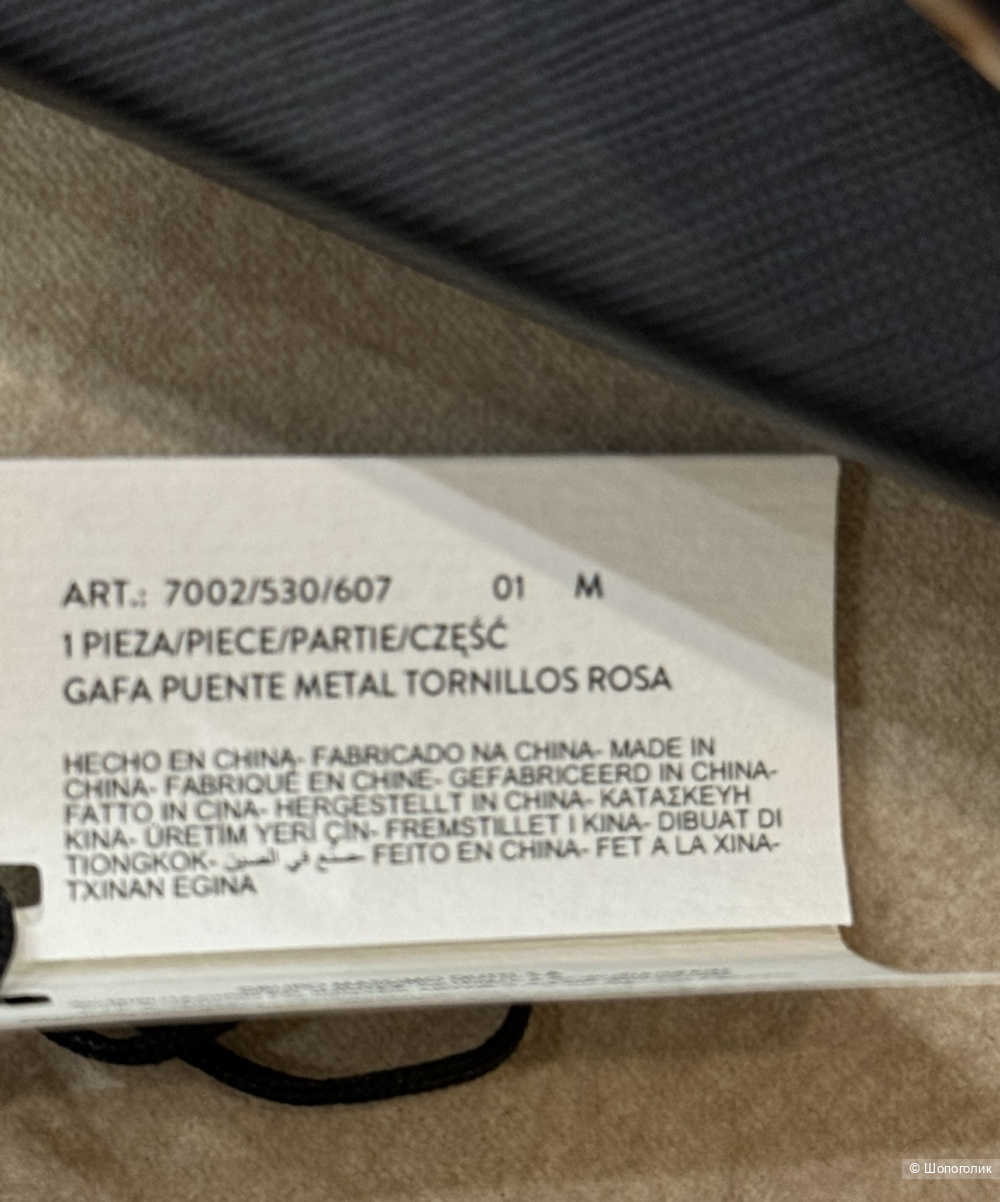 ART.: 7002/530/607 01 M
1 PIEZA/PIECE/PARTIE/CZĘŚĆ
GAFA PUENTE METAL TORNILLOS ROSA
HECHO EN CHINA- FABRICADO NA CHINA- MADE IN
CHINA- FABRIQUÉ EN CHINE- GEFABRICEERD IN CHINA-
FATTO IN CINA- HERGESTELLT IN CHINA- ΚΑΤΑΣΚΕΥΗ
ΚΙΝΑ- ÜRETİM YERİ ÇİN- FREMSTILLET I KINA- DIBUAT DI
TIONGKOK- صنع في الصين FEITO EN CHINA- FET A LA XINA-
TXINAN EGINA
© Шопоголик